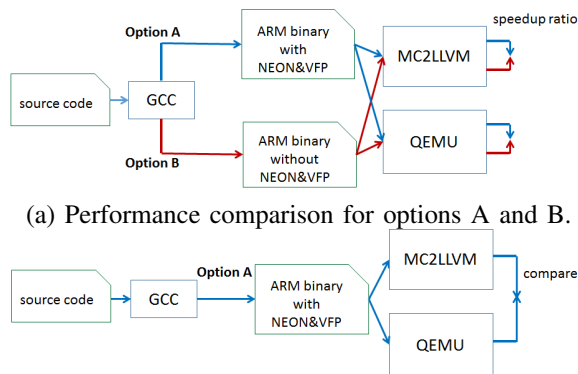 speedup ratio
Option A
ARM binary
with
NEON&VFP
MC2LLVM
source code
GCC
Option B
ARM binary
without
NEON&VFP
QEMU
(a) Performance comparison for options A and B.
MC2LLVM
Option A
source code
GCC
ARM binary
with
NEON&VFP
compare
QEMU